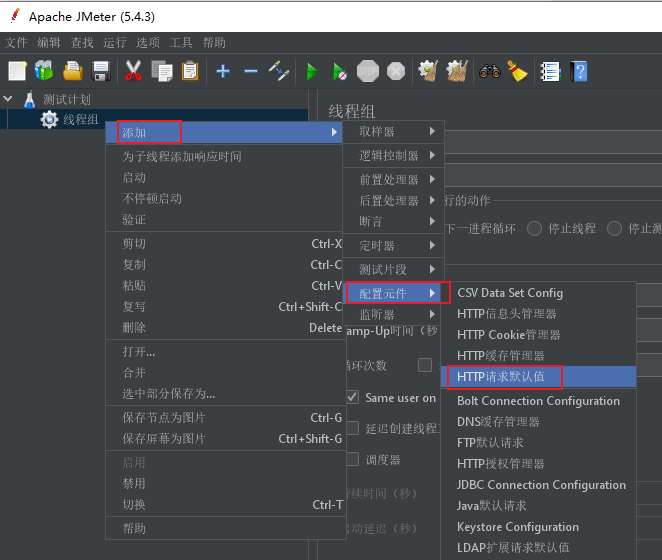 Apache JMeter (5.4.3)
文件 编辑 查找 运行 选项 工具 帮助
测试计划
线程组
线程组
添加
为子线程添加响应时间
启动
不停顿启动
验证
剪切 Ctrl-X
复制 Ctrl-C
粘贴 Ctrl-V
复写 Ctrl+Shift-C
删除 Delete
打开...
合并
选中部分保存为...
保存节点为图片 Ctrl-G
保存屏幕为图片 Ctrl+Shift-G
启用
禁用
切换 Ctrl-T
帮助
取样器
逻辑控制器
前置处理器
后置处理器
断言
定时器
测试片段
配置元件
监听器
行的动作
下一进程循环 停止线程 停止测
amp-Up时间（秒
循环次数
Same user on
延迟创建线程
调度器
持续时间（秒）
启动延迟（秒）
CSV Data Set Config
HTTP信息头管理器
HTTP Cookie管理器
HTTP缓存管理器
HTTP请求默认值
Bolt Connection Configuration
DNS缓存管理器
FTP默认请求
HTTP授权管理器
JDBC Connection Configuration
Java默认请求
Keystore Configuration
LDAP扩展请求默认值